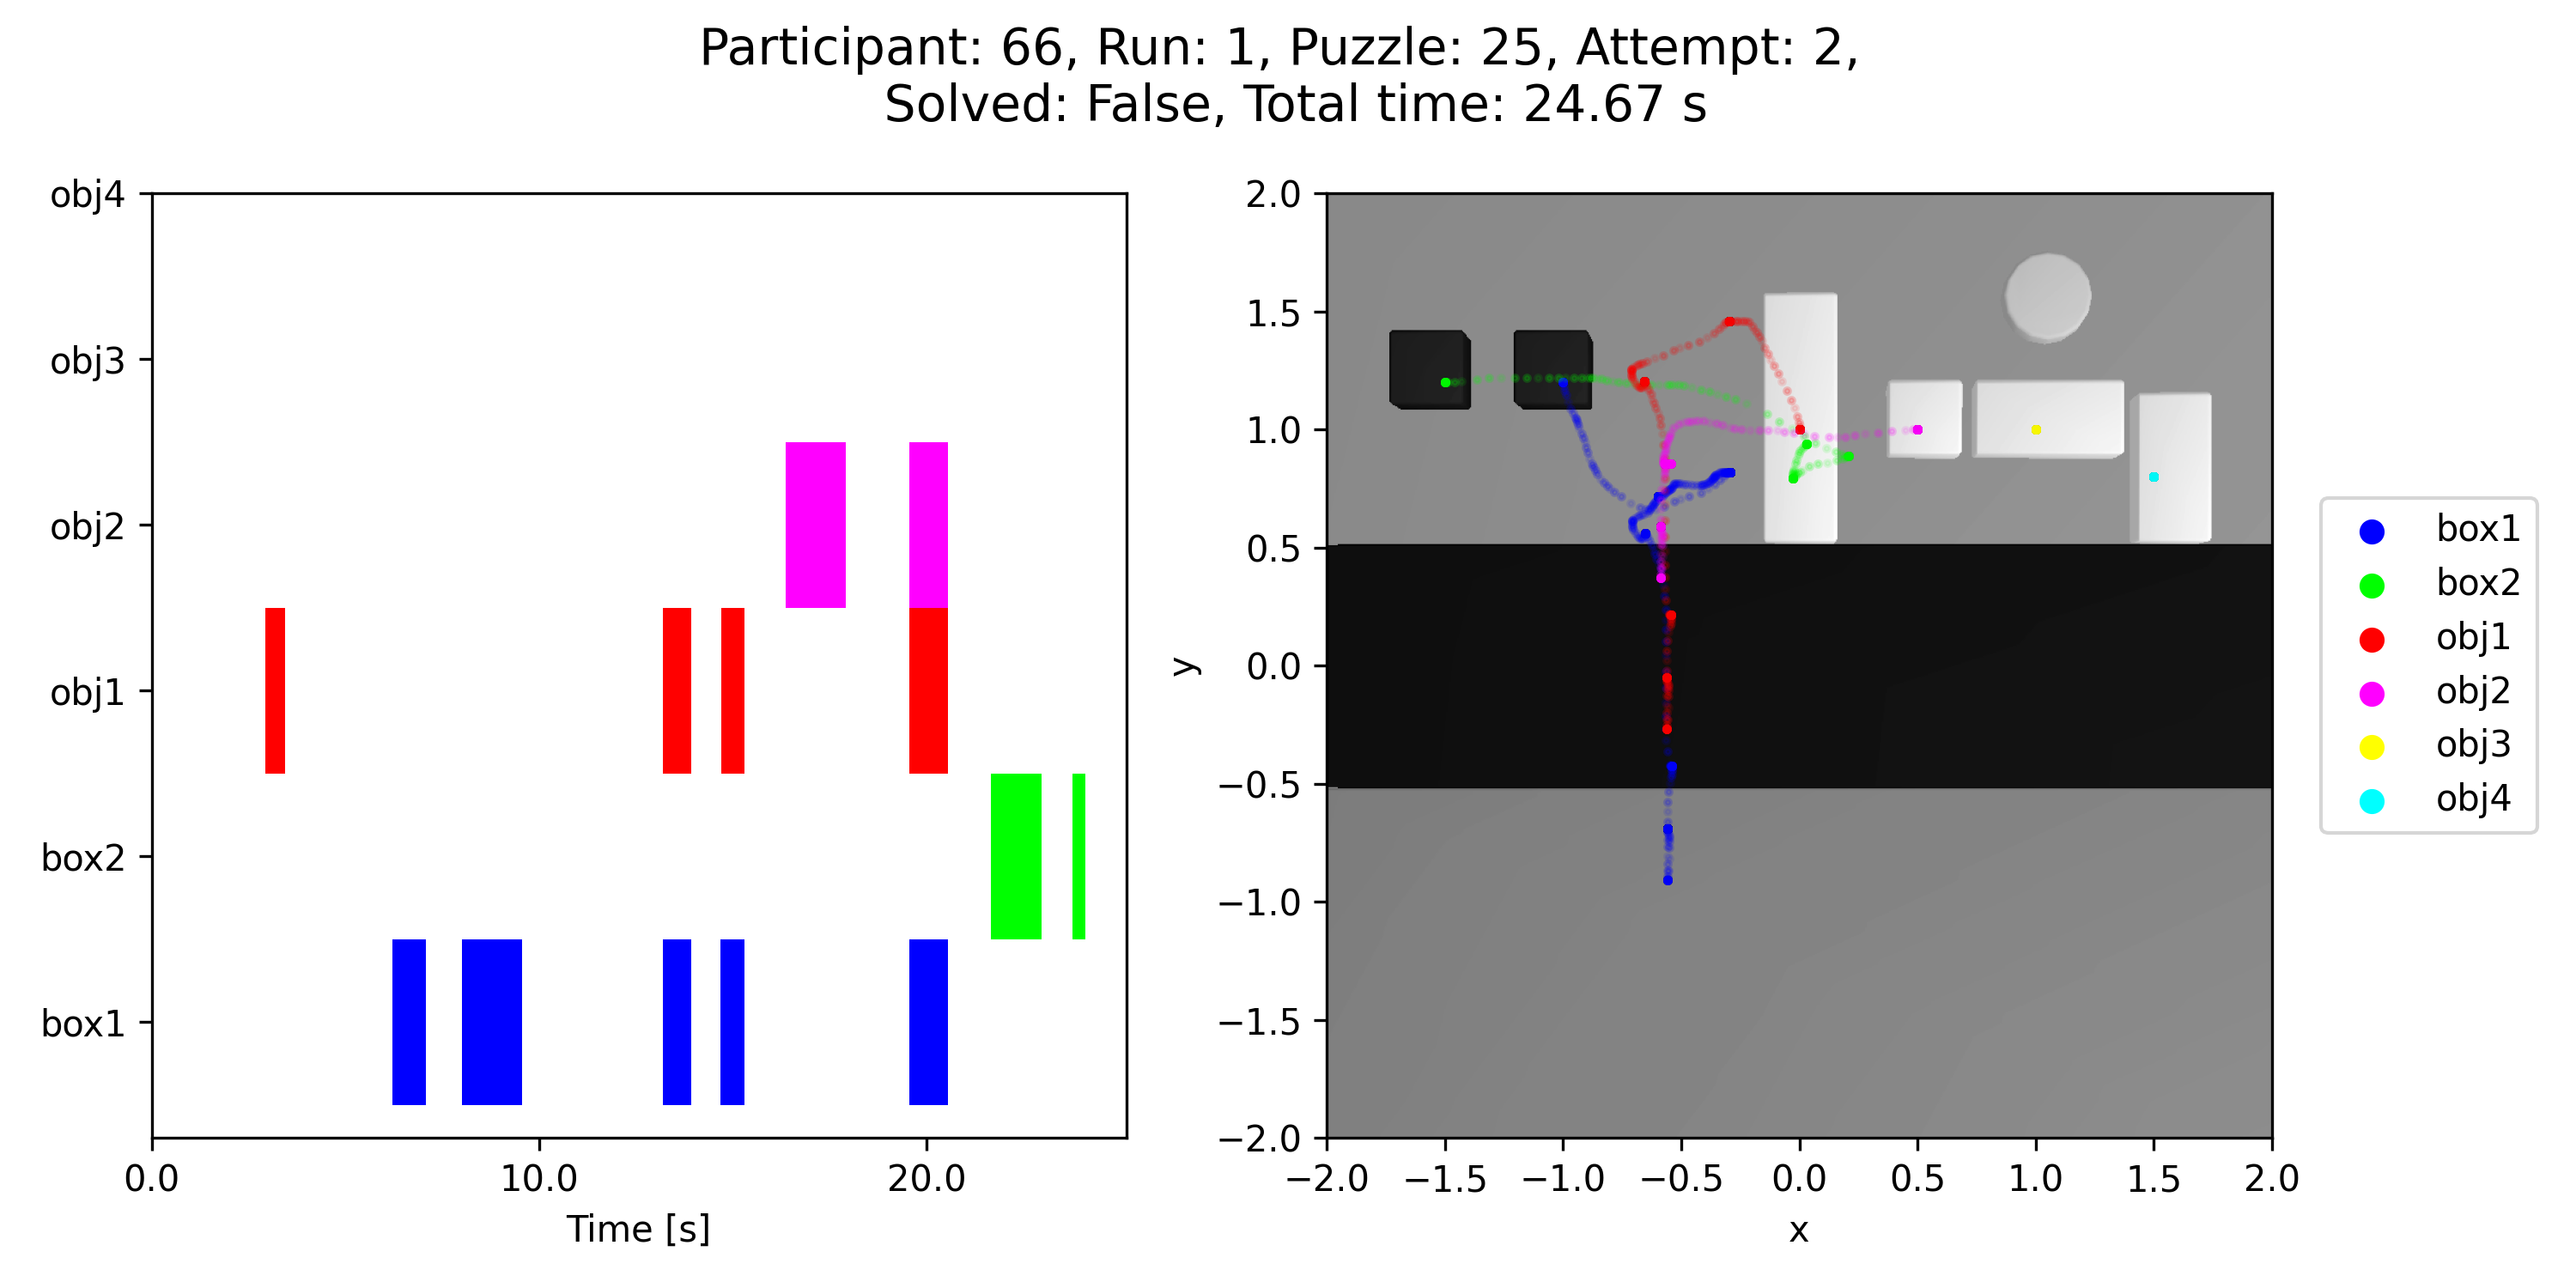 Participant: 66, Run: 1, Puzzle: 25, Attempt: 2,
Solved: False, Total time: 24.67 s
obj4
obj3
obj2
obj1
box2
box1
0.0 10.0 20.0
Time [s]
2.0
1.5
1.0
0.5
0.0
−0.5
−1.0
−1.5
−2.0
y
−2.0 −1.5 −1.0 −0.5 0.0 0.5 1.0 1.5 2.0
x
box1
box2
obj1
obj2
obj3
obj4